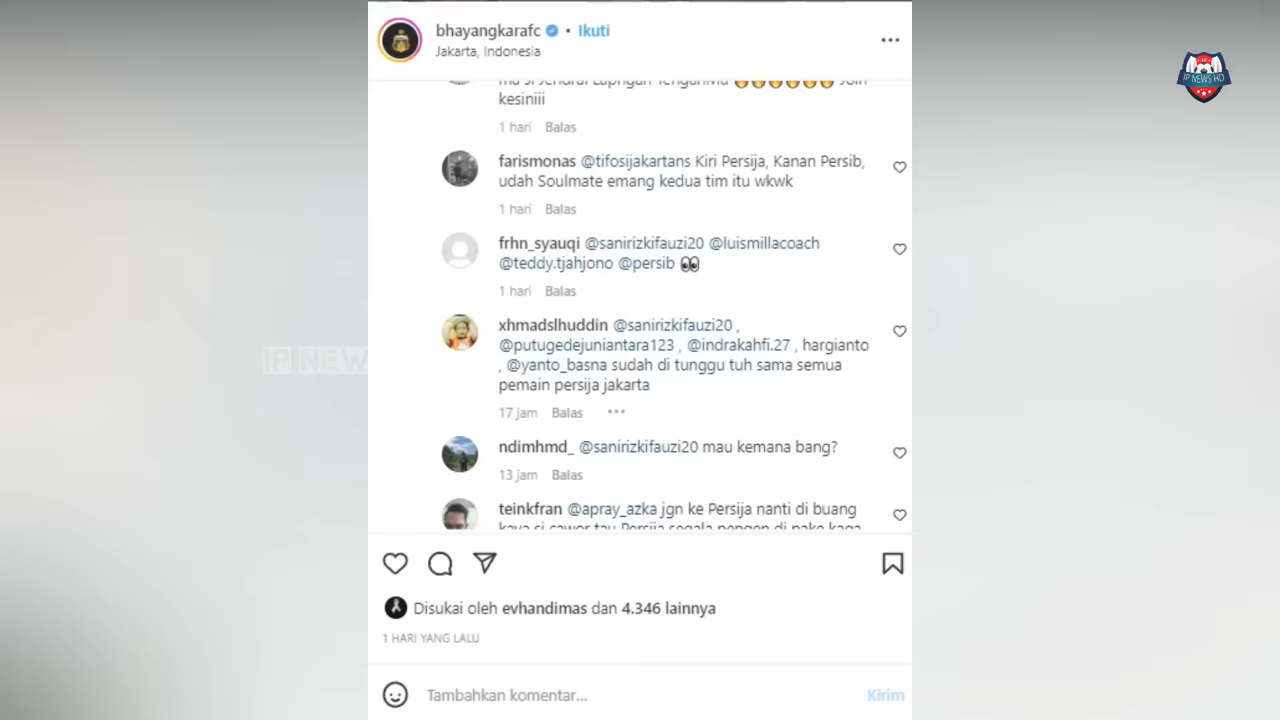 bhayangkarafc • Ikuti
Jakarta, Indonesia
IP NEWS HD
kesiniii
1 hari Balas
farismonas @tifosijakartans Kiri Persija, Kanan Persib,
udah Soulmate emang kedua tim itu wkwk
1 hari Balas
frhn_syauqi @sanirizkifauzi20 @luismillacoach
@teddy.tjahjono @persib 👀
1 hari Balas
xhmadslhuddin @sanirizkifauzi20 ,
@putugedejuniantara123 , @indrakahfi.27 , hargianto
, @yanto_basna sudah di tunggu tuh sama semua
pemain persija jakarta
17 jam Balas
IP NEW
ndimhmd_ @sanirizkifauzi20 mau kemana bang?
13 jam Balas
teinkfran @apray_azka jgn ke Persija nanti di buang
Disukai oleh evhandimas dan 4.346 lainnya
1 HARI YANG LALU
Tambahkan komentar... Kirim